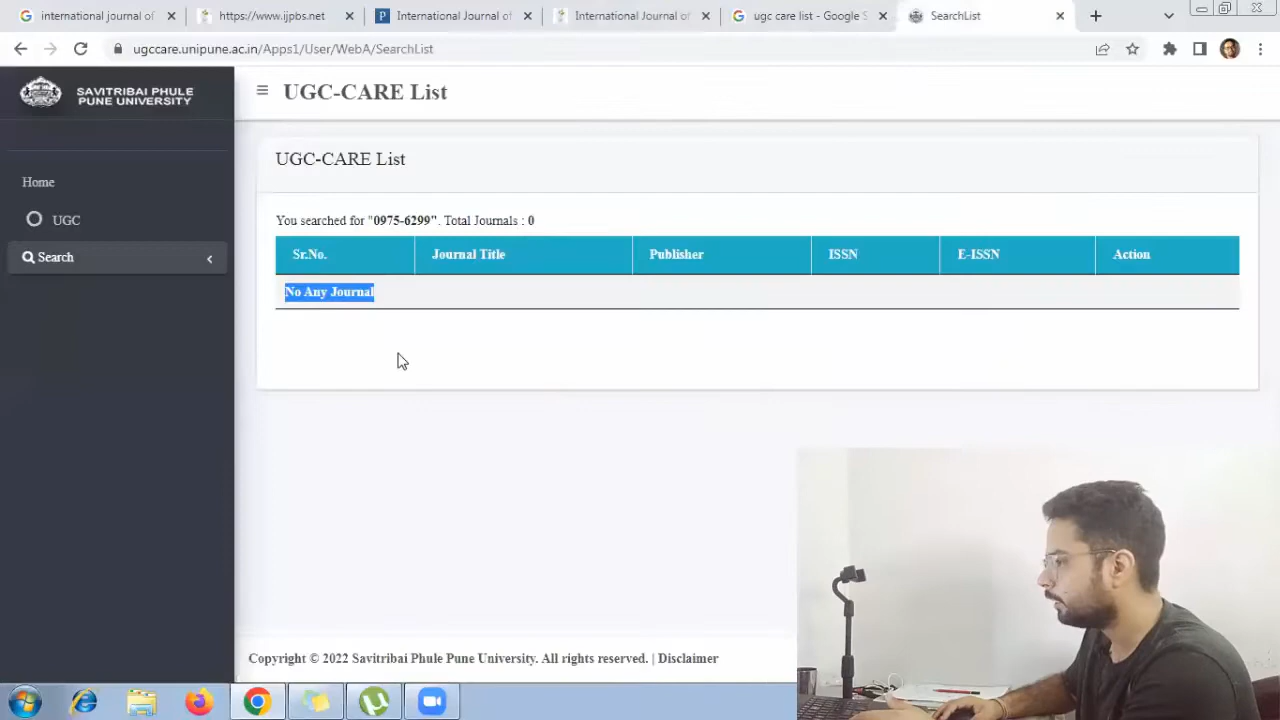 international journal of
https://www.ijpbs.net
International Journal of
International Journal of
ugc care list - Google S
SearchList
ugccare.unipune.ac.in/Apps1/User/WebA/SearchList
SAVITRIBAI PHULE
PUNE UNIVERSITY
UGC-CARE List
Home
UGC
Search
UGC-CARE List
You searched for "0975-6299". Total Journals : 0
Sr.No. Journal Title Publisher ISSN E-ISSN Action
No Any Journal
Copyright © 2022 Savitribai Phule Pune University. All rights reserved. | Disclaimer